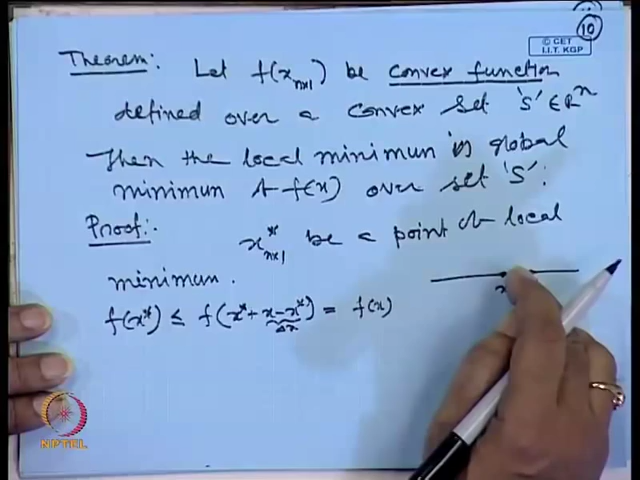 10
© CET
I.I.T. KGP
Theorem: Let f(x_{n×1}) be convex function
defined over a convex set 'S' ∈ R^n
Then the local minimum is global
minimum of f(x) over set 'S'.
Proof: x*_{n×1} be a point of local
minimum.
f(x*) ≤ f(x* + x - x*) = f(x)
Δx
x
NPTEL